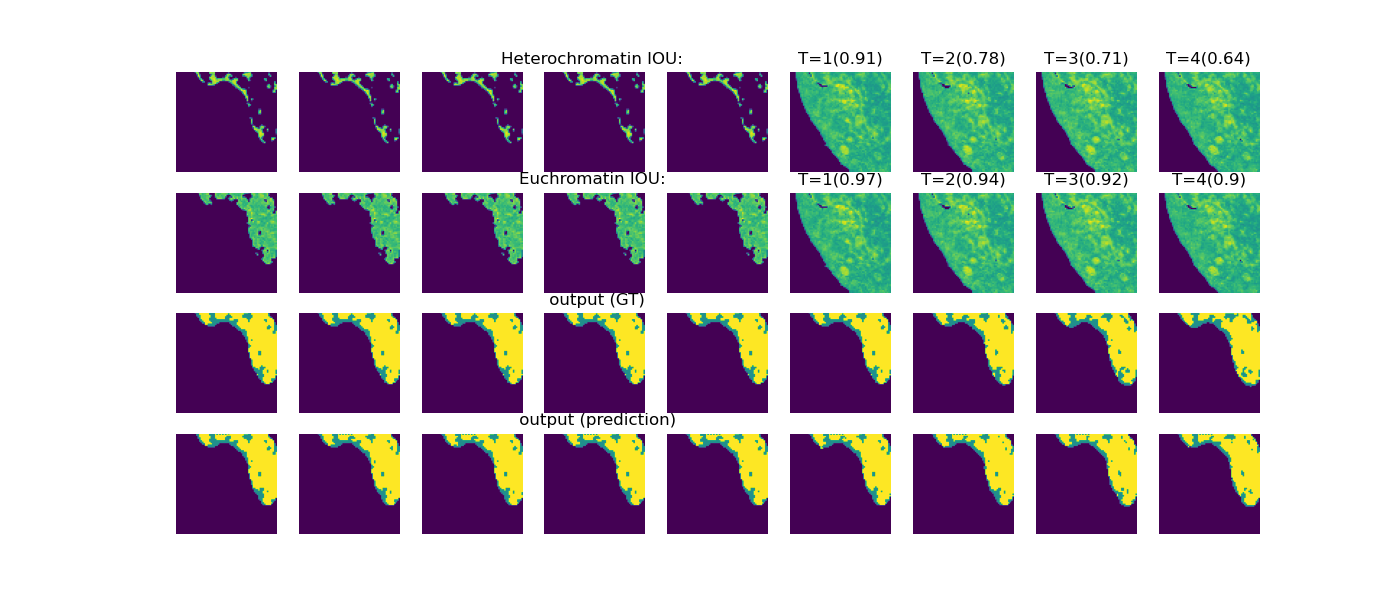 Heterochromatin IOU: T=1(0.91) T=2(0.78) T=3(0.71) T=4(0.64)
Euchromatin IOU: T=1(0.97) T=2(0.94) T=3(0.92) T=4(0.9)
output (GT)
output (prediction)